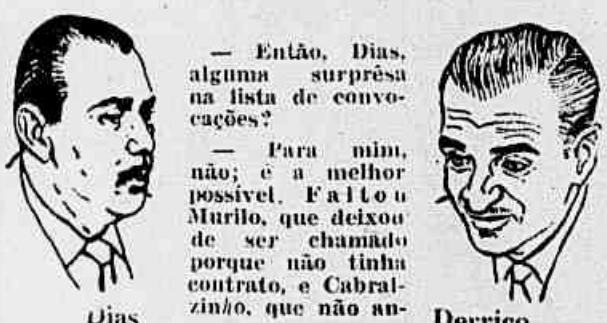 — Então, Dias,
alguma surprêsa
na lista de convo-
cações?
— Para mim,
não; é a melhor
possível. Faltou
Murilo, que deixou
de ser chamado
porque não tinha
contrato, e Cabral-
zinho, que não an-
Dias
Derrico